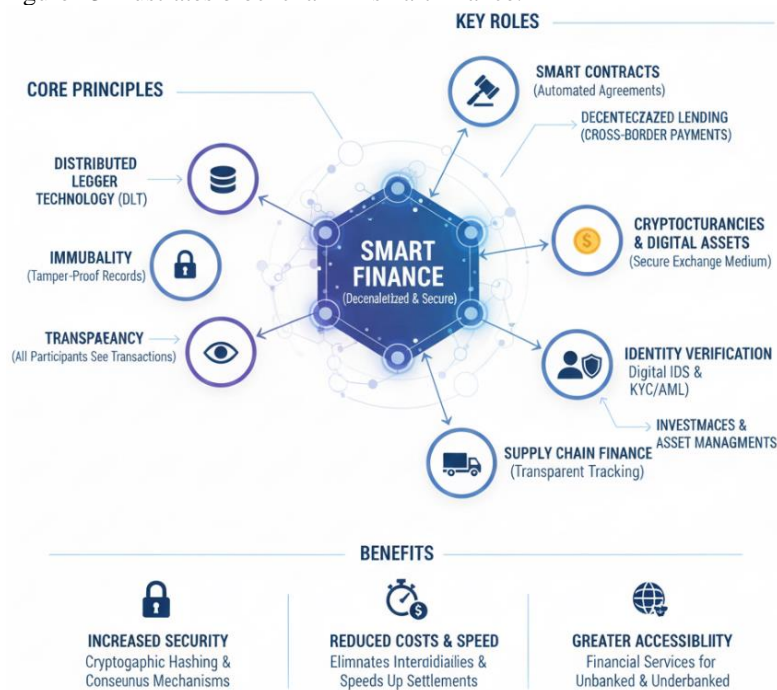 KEY ROLES
CORE PRINCIPLES
SMART CONTRACTS
(Automated Agreements)
DECENTECZAZED LENDING
(CROSS-BORDER PAYMENTS)
DISTRIBUTED
LEGGER
TECHNOLOGY (DLT)
IMMUBALITY
(Tamper-Proof Records)
TRANSPAEANCY
(All Participants See Transactions)
SMART
FINANCE
(Decenaletlzed & Secure)
CRYPTOCTURANCIES
& DIGITAL ASSETS
(Secure Exchange Medium)
IDENTITY VERIFICATION
Digital IDS &
KYC/AML)
INVESTMACES &
ASSET MANAGMENTS
SUPPLY CHAIN FINANCE
(Transparent Tracking)
BENEFITS
INCREASED SECURITY
Cryptogaphic Hashing &
Conseunus Mechanisms
REDUCED COSTS & SPEED
Elimnates Interdidiailies &
Speeds Up Settlements
GREATER ACCESSIBLIITY
Financial Services for
Unbanked & Underbanked